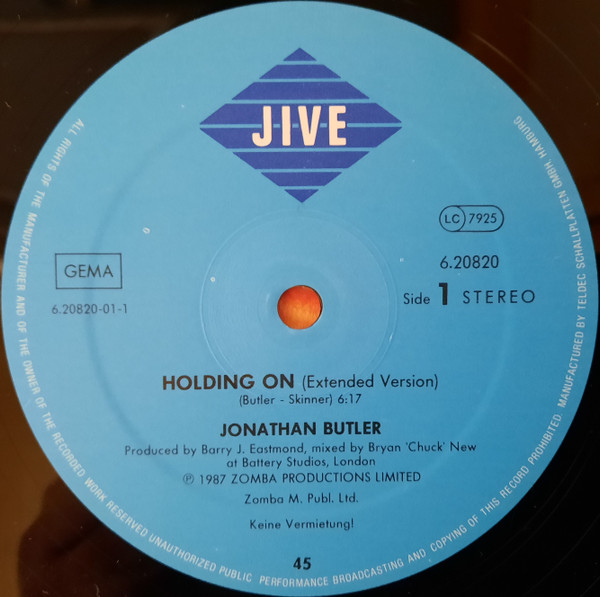 JIVE
LC 7925
GEMA
6.20820
6.20820-01-1
Side 1 STEREO
HOLDING ON (Extended Version)
(Butler - Skinner) 6:17
JONATHAN BUTLER
Produced by Barry J. Eastmond, mixed by Bryan 'Chuck' New
at Battery Studios, London
℗ 1987 ZOMBA PRODUCTIONS LIMITED
Zomba M. Publ. Ltd.
Keine Vermietung!
45
ALL RIGHTS OF THE MANUFACTURER AND OF THE OWNER OF THE RECORDED WORK RESERVED UNAUTHORIZED PUBLIC PERFORMANCE BROADCASTING AND COPYING OF THIS RECORD PROHIBITED MANUFACTURED BY TELDEC SCHALLPLATTEN GMBH HAMBURG